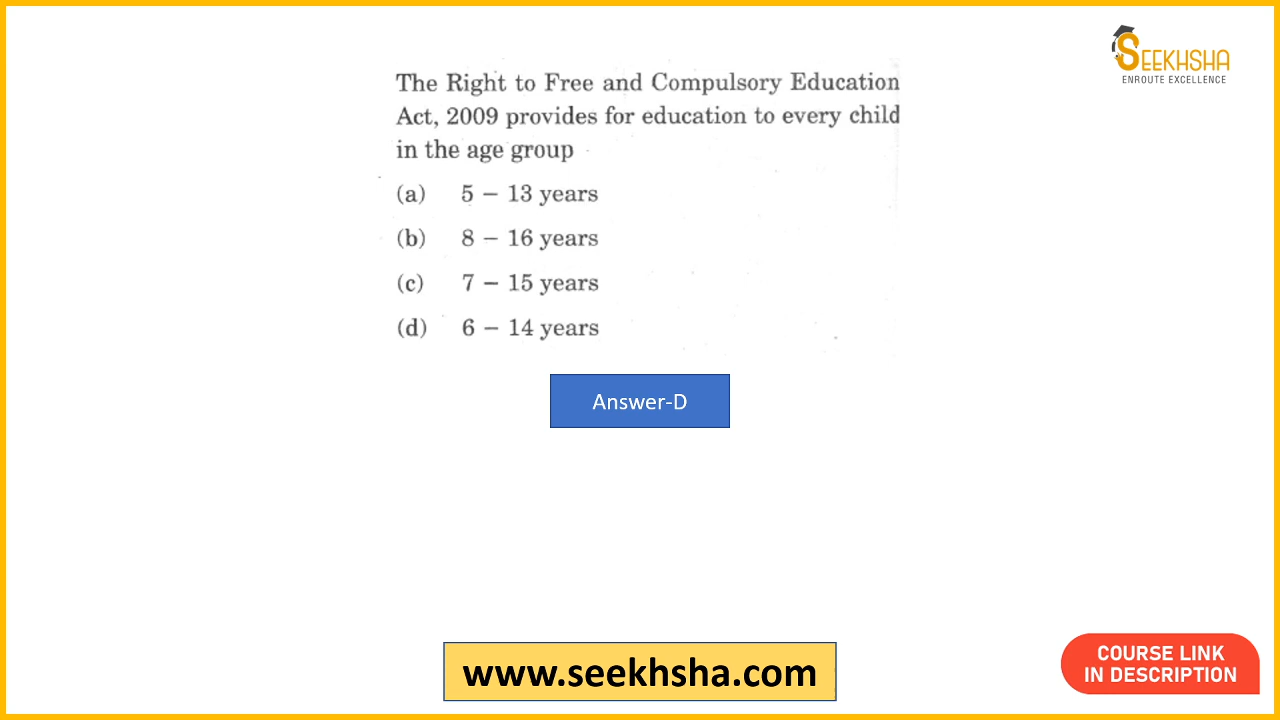 SEEKHSHA
ENROUTE EXCELLENCE
The Right to Free and Compulsory Education
Act, 2009 provides for education to every child
in the age group
(a) 5 – 13 years
(b) 8 – 16 years
(c) 7 – 15 years
(d) 6 – 14 years
Answer-D
www.seekhsha.com
COURSE LINK
IN DESCRIPTION